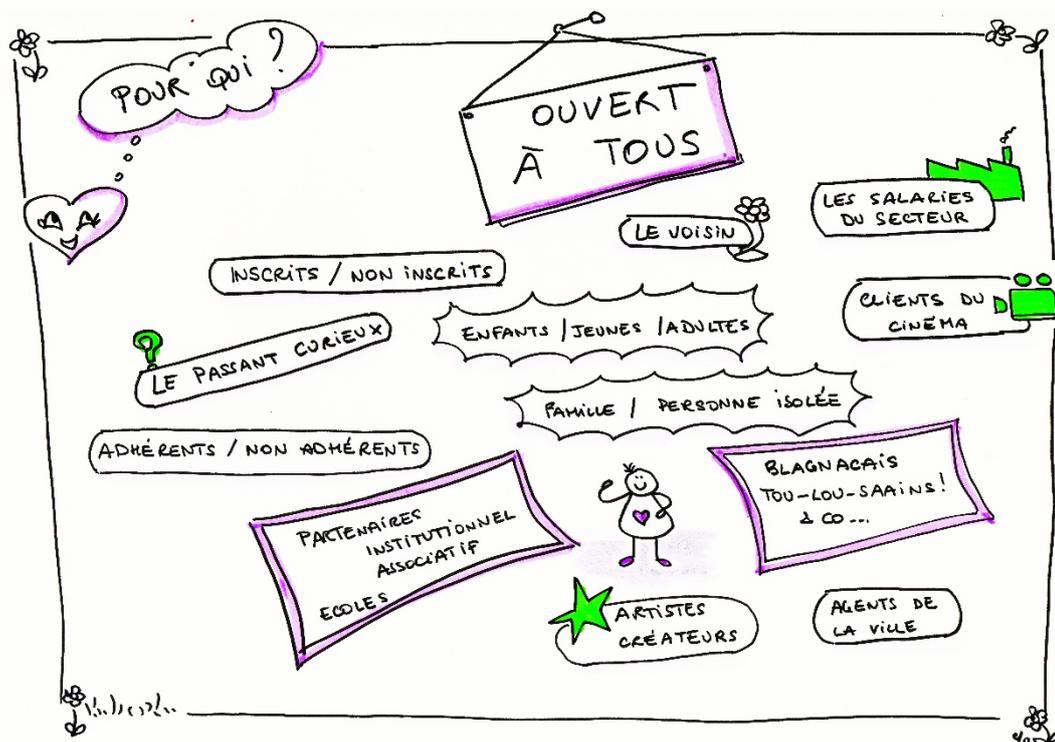 POUR QUI ?
OUVERT
À TOUS
LES SALARIES
DU SECTEUR
LE VOISIN
INSCRITS / NON INSCRITS
CLIENTS DU
CINÉMA
ENFANTS / JEUNES / ADULTES
LE PASSANT CURIEUX
?
FAMILLE / PERSONNE ISOLÉE
ADHÉRENTS / NON ADHÉRENTS
BLAGNACAIS
TOU-LOU-SAAINS !
& CO ...
PARTENAIRES
INSTITUTIONNEL
ASSOCIATIF
ECOLES
ARTISTES
CRÉATEURS
AGENTS DE
LA VILLE